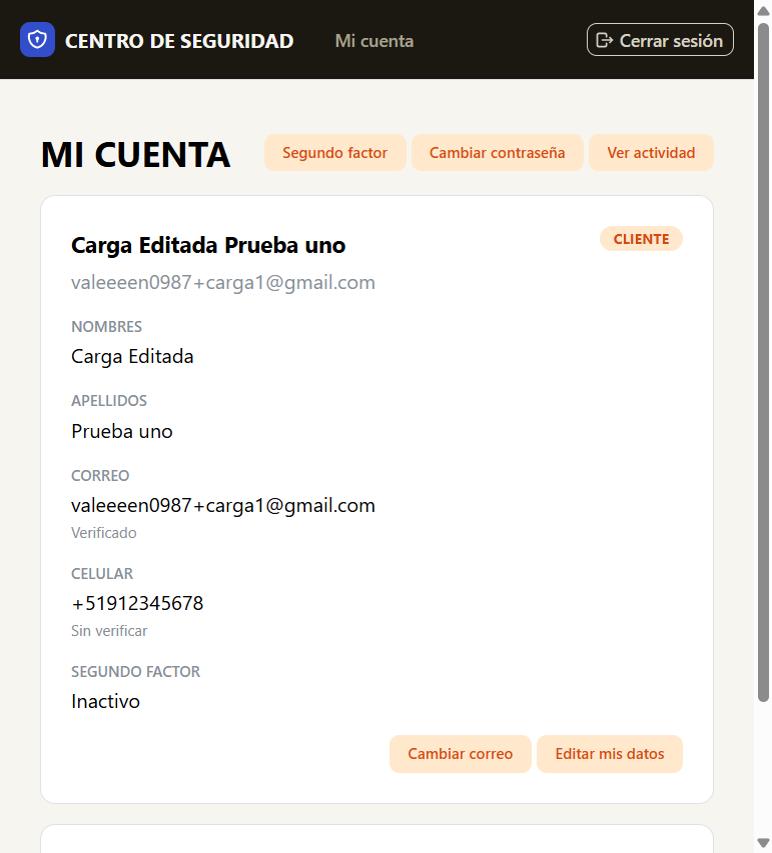 CENTRO DE SEGURIDAD
Mi cuenta
Cerrar sesión
MI CUENTA
Segundo factor
Cambiar contraseña
Ver actividad
Carga Editada Prueba uno
CLIENTE
valeeeen0987+carga1@gmail.com
NOMBRES
Carga Editada
APELLIDOS
Prueba uno
CORREO
valeeeen0987+carga1@gmail.com
Verificado
CELULAR
+51912345678
Sin verificar
SEGUNDO FACTOR
Inactivo
Cambiar correo
Editar mis datos